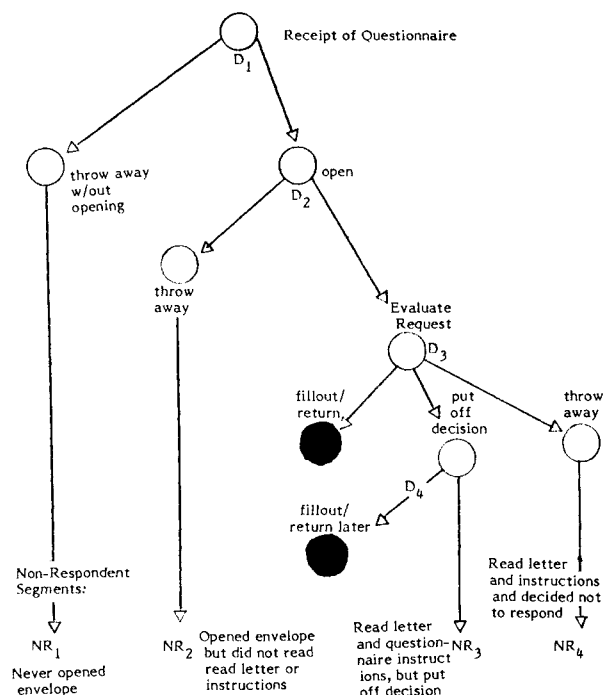 Receipt of Questionnaire
D1
throw away
w/out
opening
open
D2
throw
away
Evaluate
Request
D3
fillout/
return
put
off
decision
throw
away
D4
fillout/
return later
Non-Respondent
Segments:
NR1
Never opened
envelope
NR2
Opened envelope
but did not read
read letter or
instructions
Read letter
and question-
naire instruct
ions, but put
off decision
NR3
Read letter
and instructions
and decided not
to respond
NR4